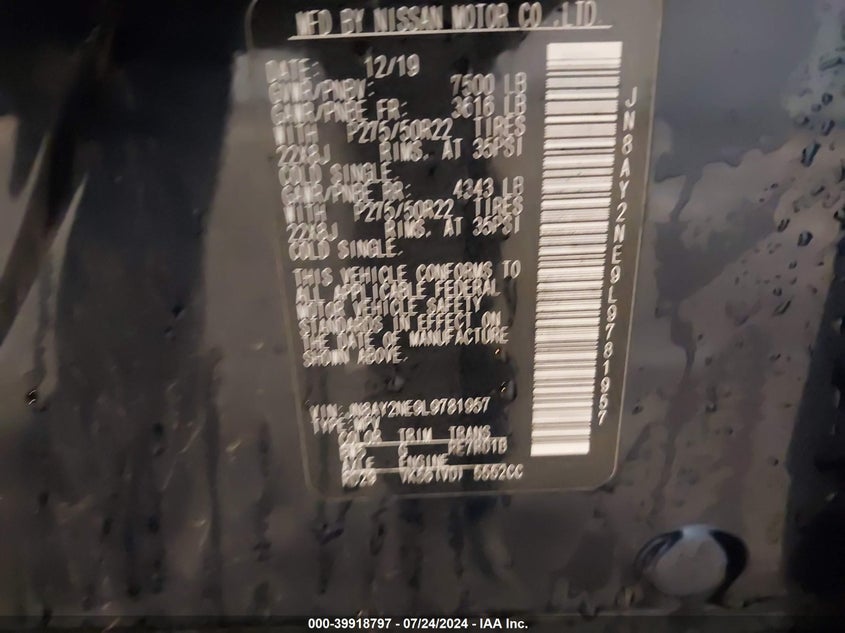 MFD BY NISSAN MOTOR CO.,LTD.
DATE: 12/19
GVWR/PNBV: 7500 LB
GAWR/PNBE FR: 3616 LB
WITH P275/50R22 TIRES
22X8J RIMS. AT 35PSI
COLD SINGLE.
GAWR/PNBE RR: 4343 LB
WITH P275/50R22 TIRES
22X8J RIMS. AT 35PSI
COLD SINGLE.
THIS VEHICLE CONFORMS TO
ALL APPLICABLE FEDERAL
MOTOR VEHICLE SAFETY
STANDARDS IN EFFECT ON
THE DATE OF MANUFACTURE
SHOWN ABOVE.
VIN: JN8AY2NE9L9781957
TYPE:MPV
COLOR TRIM TRANS
G RE7R01B
AXLE ENGINE
VK56(VD) 5552CC
JN8AY2NE9L9781957
000-39918797 - 07/24/2024 - IAA Inc.